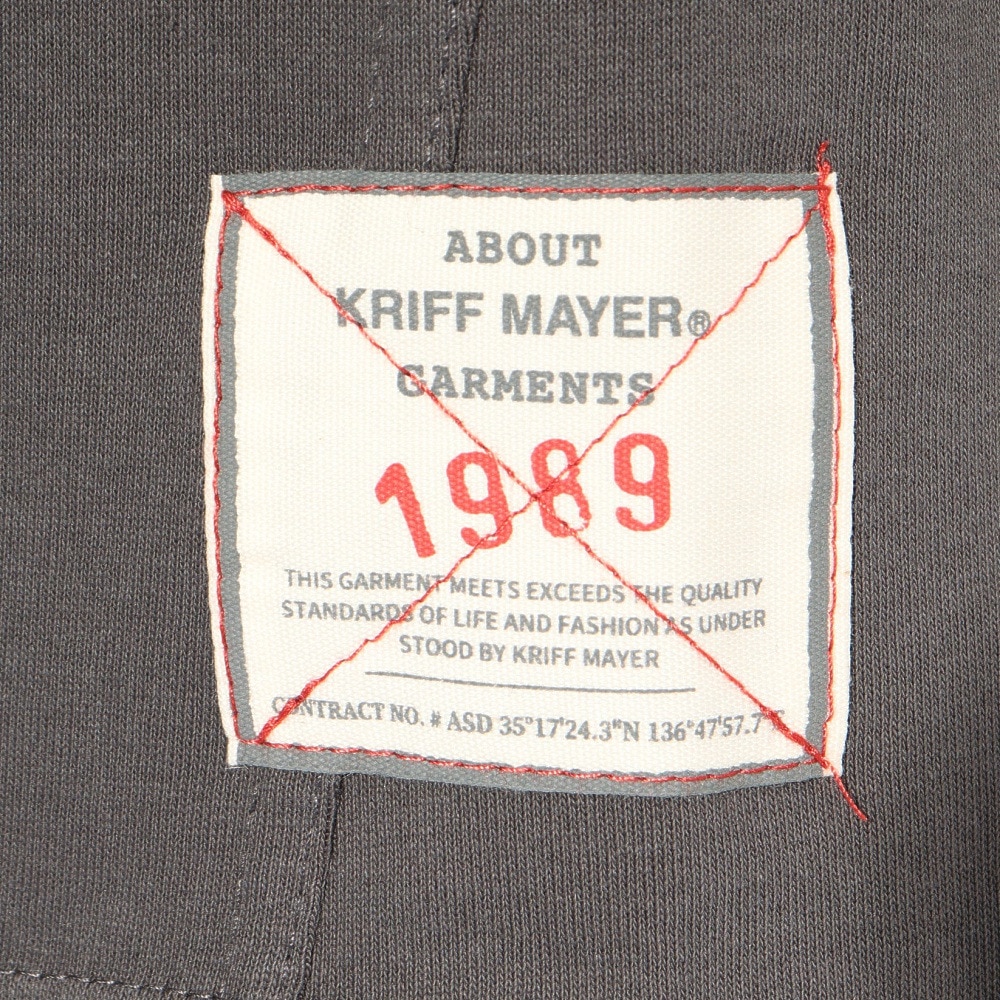 ABOUT
KRIFF MAYER®
GARMENTS
1989
THIS GARMENT MEETS EXCEEDS THE QUALITY
STANDARDS OF LIFE AND FASHION AS UNDER
STOOD BY KRIFF MAYER
CONTRACT NO. # ASD 35°17'24.3"N 136°47'57.7"E